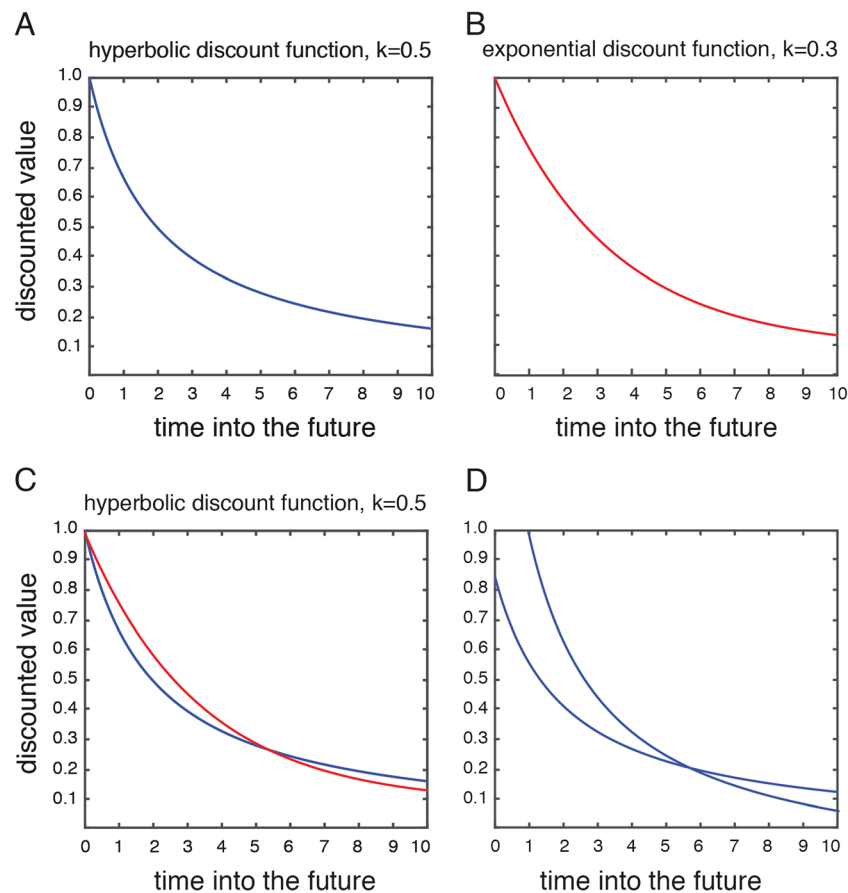 A
hyperbolic discount function, k=0.5
1.0
0.9
0.8
0.7
0.6
0.5
0.4
0.3
0.2
0.1
discounted value
0 1 2 3 4 5 6 7 8 9 10
time into the future
B
exponential discount function, k=0.3
0 1 2 3 4 5 6 7 8 9 10
time into the future
C
hyperbolic discount function, k=0.5
1.0
0.9
0.8
0.7
0.6
0.5
0.4
0.3
0.2
0.1
discounted value
0 1 2 3 4 5 6 7 8 9 10
time into the future
D
1.0
0.9
0.8
0.7
0.6
0.5
0.4
0.3
0.2
0.1
0 1 2 3 4 5 6 7 8 9 10
time into the future